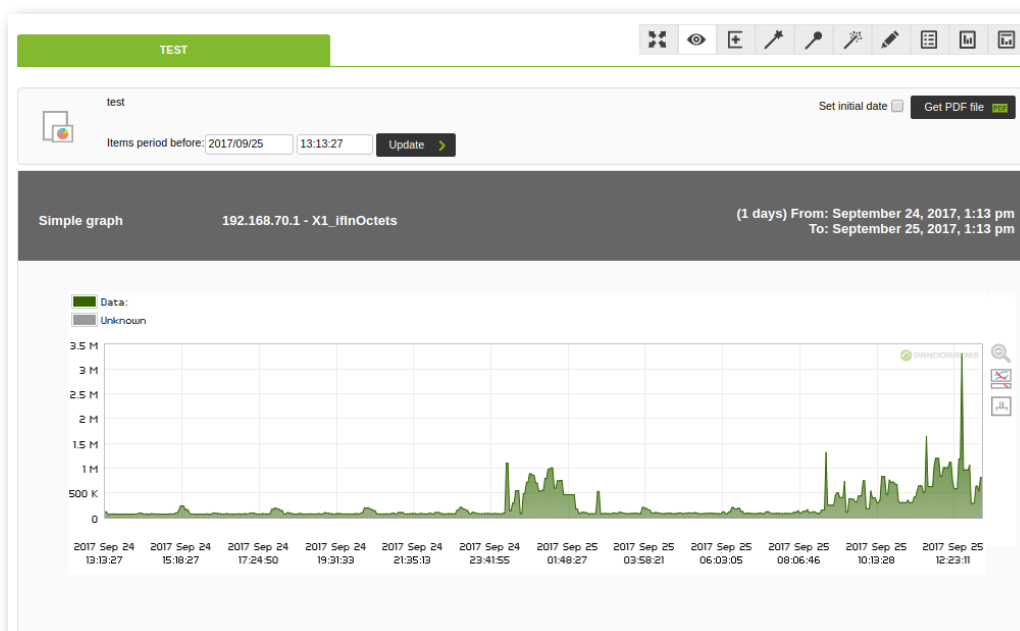 TEST
test
Set initial date
Get PDF file PDF
Items period before: 2017/09/25 13:13:27 Update
Simple graph
192.168.70.1 - X1_ifInOctets
(1 days) From: September 24, 2017, 1:13 pm
To: September 25, 2017, 1:13 pm
Data:
Unknown
PANDORAFMS
3.5 M
3 M
2.5 M
2 M
1.5 M
1 M
500 K
0
2017 Sep 24 2017 Sep 24 2017 Sep 24 2017 Sep 24 2017 Sep 24 2017 Sep 24 2017 Sep 25 2017 Sep 25 2017 Sep 25 2017 Sep 25 2017 Sep 25 2017 Sep 25
13:13:27 15:18:27 17:24:50 19:31:33 21:35:13 23:41:55 01:48:27 03:58:21 06:03:05 08:06:46 10:13:28 12:23:11